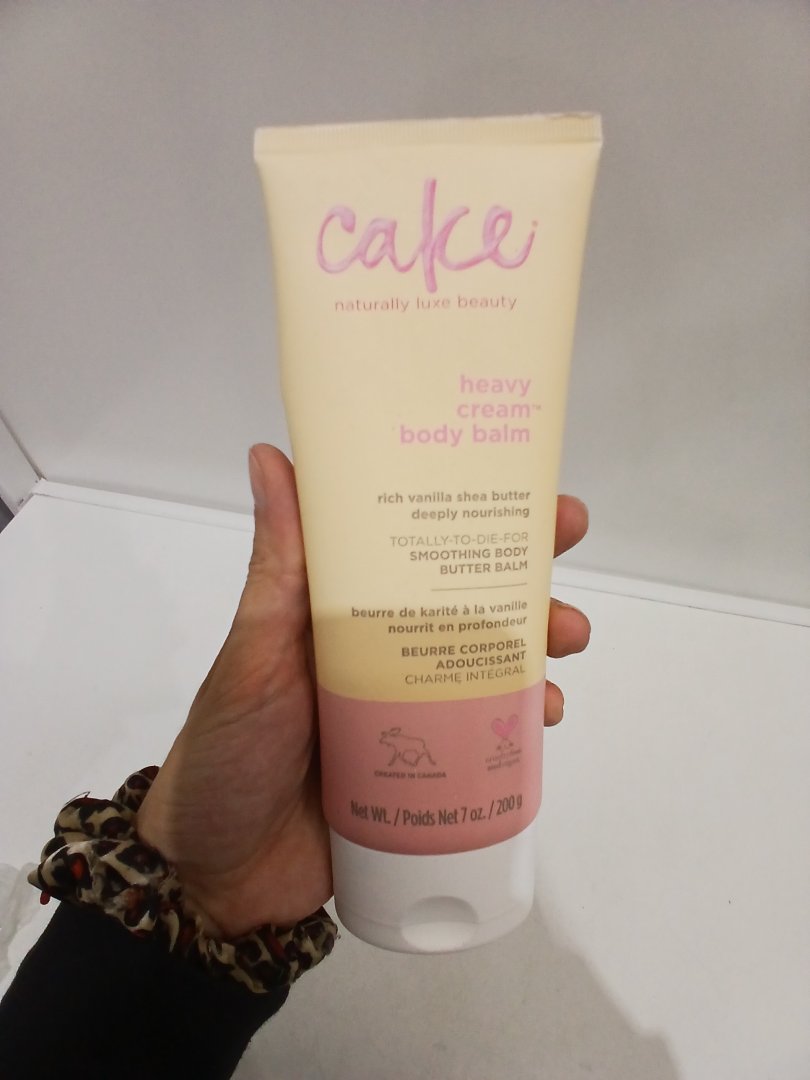 cake
naturally luxe beauty
heavy
cream™
body balm
rich vanilla shea butter
deeply nourishing
TOTALLY-TO-DIE-FOR
SMOOTHING BODY
BUTTER BALM
beurre de karité à la vanille
nourrit en profondeur
BEURRE CORPOREL
ADOUCISSANT
CHARME INTÉGRAL
CREATED IN CANADA
Net Wt. / Poids Net 7 oz. / 200 g